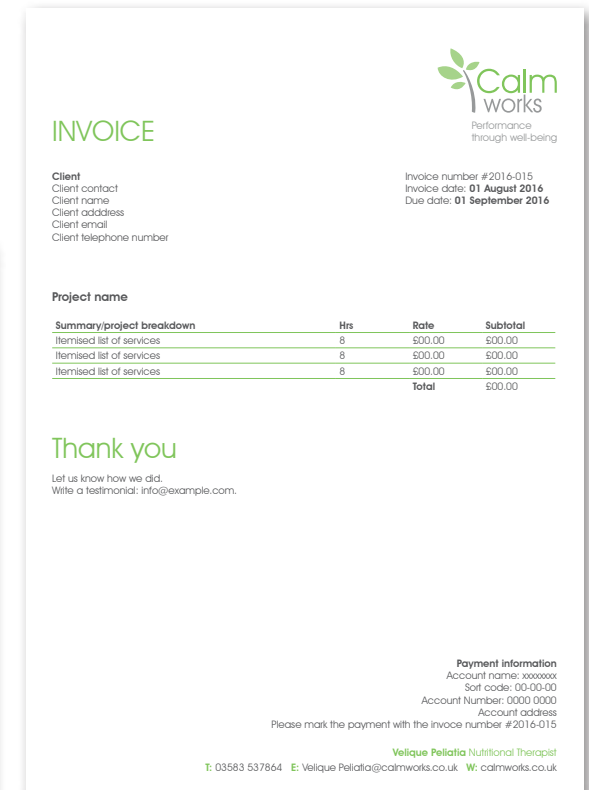 Calm
works
Performance
through well-being
INVOICE
Client
Client contact
Client name
Client adddress
Client email
Client telephone number
Invoice number #2016-015
Invoice date: 01 August 2016
Due date: 01 September 2016
Project name
Summary/project breakdown Hrs Rate Subtotal
Itemised list of services 8 £00.00 £00.00
Itemised list of services 8 £00.00 £00.00
Itemised list of services 8 £00.00 £00.00
Total £00.00
Thank you
Let us know how we did.
Write a testimonial: info@example.com.
Payment information
Account name: xxxxxxxx
Sort code: 00-00-00
Account Number: 0000 0000
Account address
Please mark the payment with the invoce number #2016-015
Velique Peliatia Nutritional Therapist
T: 03583 537864 E: Velique Peliatia@calmworks.co.uk W: calmworks.co.uk